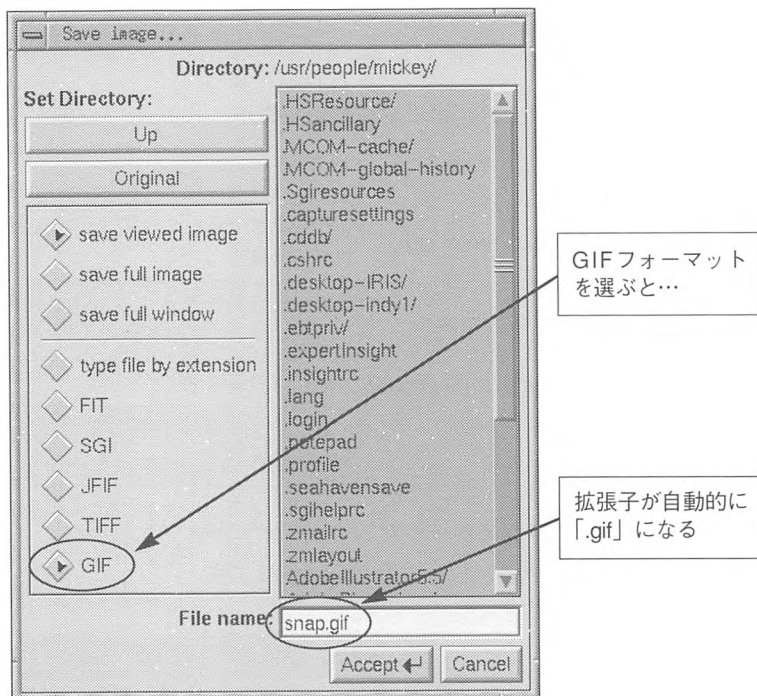 Save image...
Directory: /usr/people/mickey/
Set Directory:
Up
Original
save viewed image
save full image
save full window
type file by extension
FIT
SGI
JFIF
TIFF
GIF
.HSResource/
.HSancillary
.MCOM-cache/
.MCOM-global-history
.Sgiresources
.capturesettings
.cddb/
.cshrc
.desktop-IRIS/
.desktop-indy1/
.ebtpriv/
.expertInsight
.insightrc
.lang
.login
.notepad
.profile
.seahavensave
.sgihelprc
.zmailrc
.zmlayout
AdobeIllustrator5.5/
File name: snap.gif
Accept
Cancel
GIFフォーマット
を選ぶと…
拡張子が自動的に
「.gif」になる